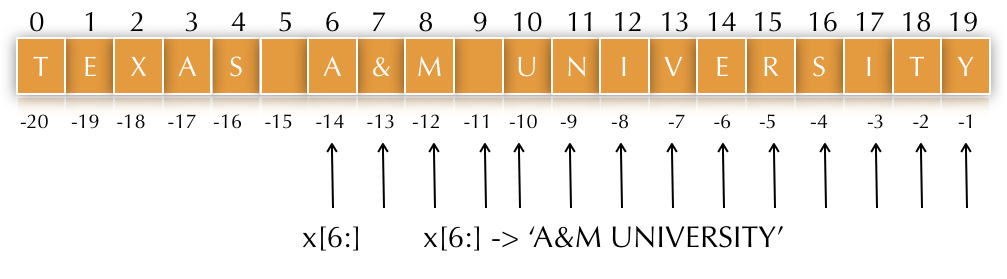 0 1 2 3 4 5 6 7 8 9 10 11 12 13 14 15 16 17 18 19
T E X A S A & M U N I V E R S I T Y
-20 -19 -18 -17 -16 -15 -14 -13 -12 -11 -10 -9 -8 -7 -6 -5 -4 -3 -2 -1
x[6:] x[6:] -> ‘A&M UNIVERSITY’